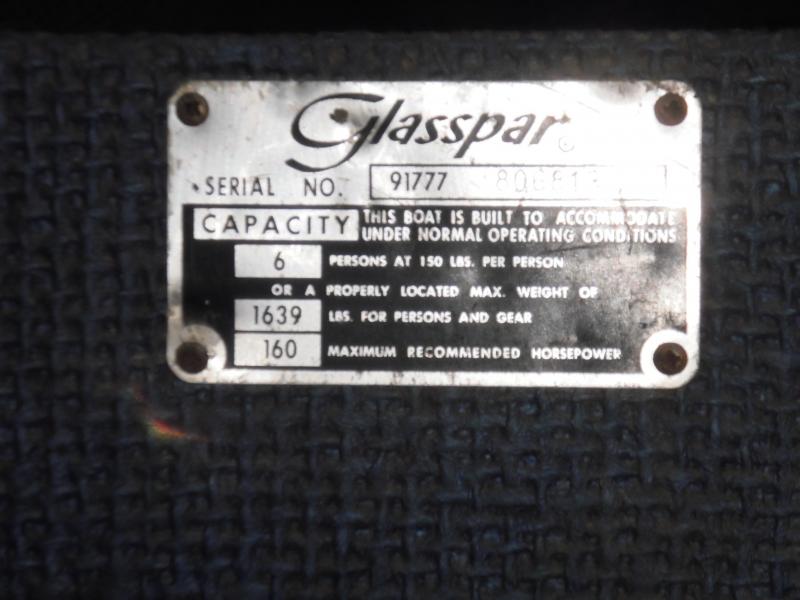 Glasspar
SERIAL NO. 91777
CAPACITY THIS BOAT IS BUILT TO ACCOMMODATE
UNDER NORMAL OPERATING CONDITIONS
6 PERSONS AT 150 LBS. PER PERSON
OR A PROPERLY LOCATED MAX. WEIGHT OF
1639 LBS. FOR PERSONS AND GEAR
160 MAXIMUM RECOMMENDED HORSEPOWER